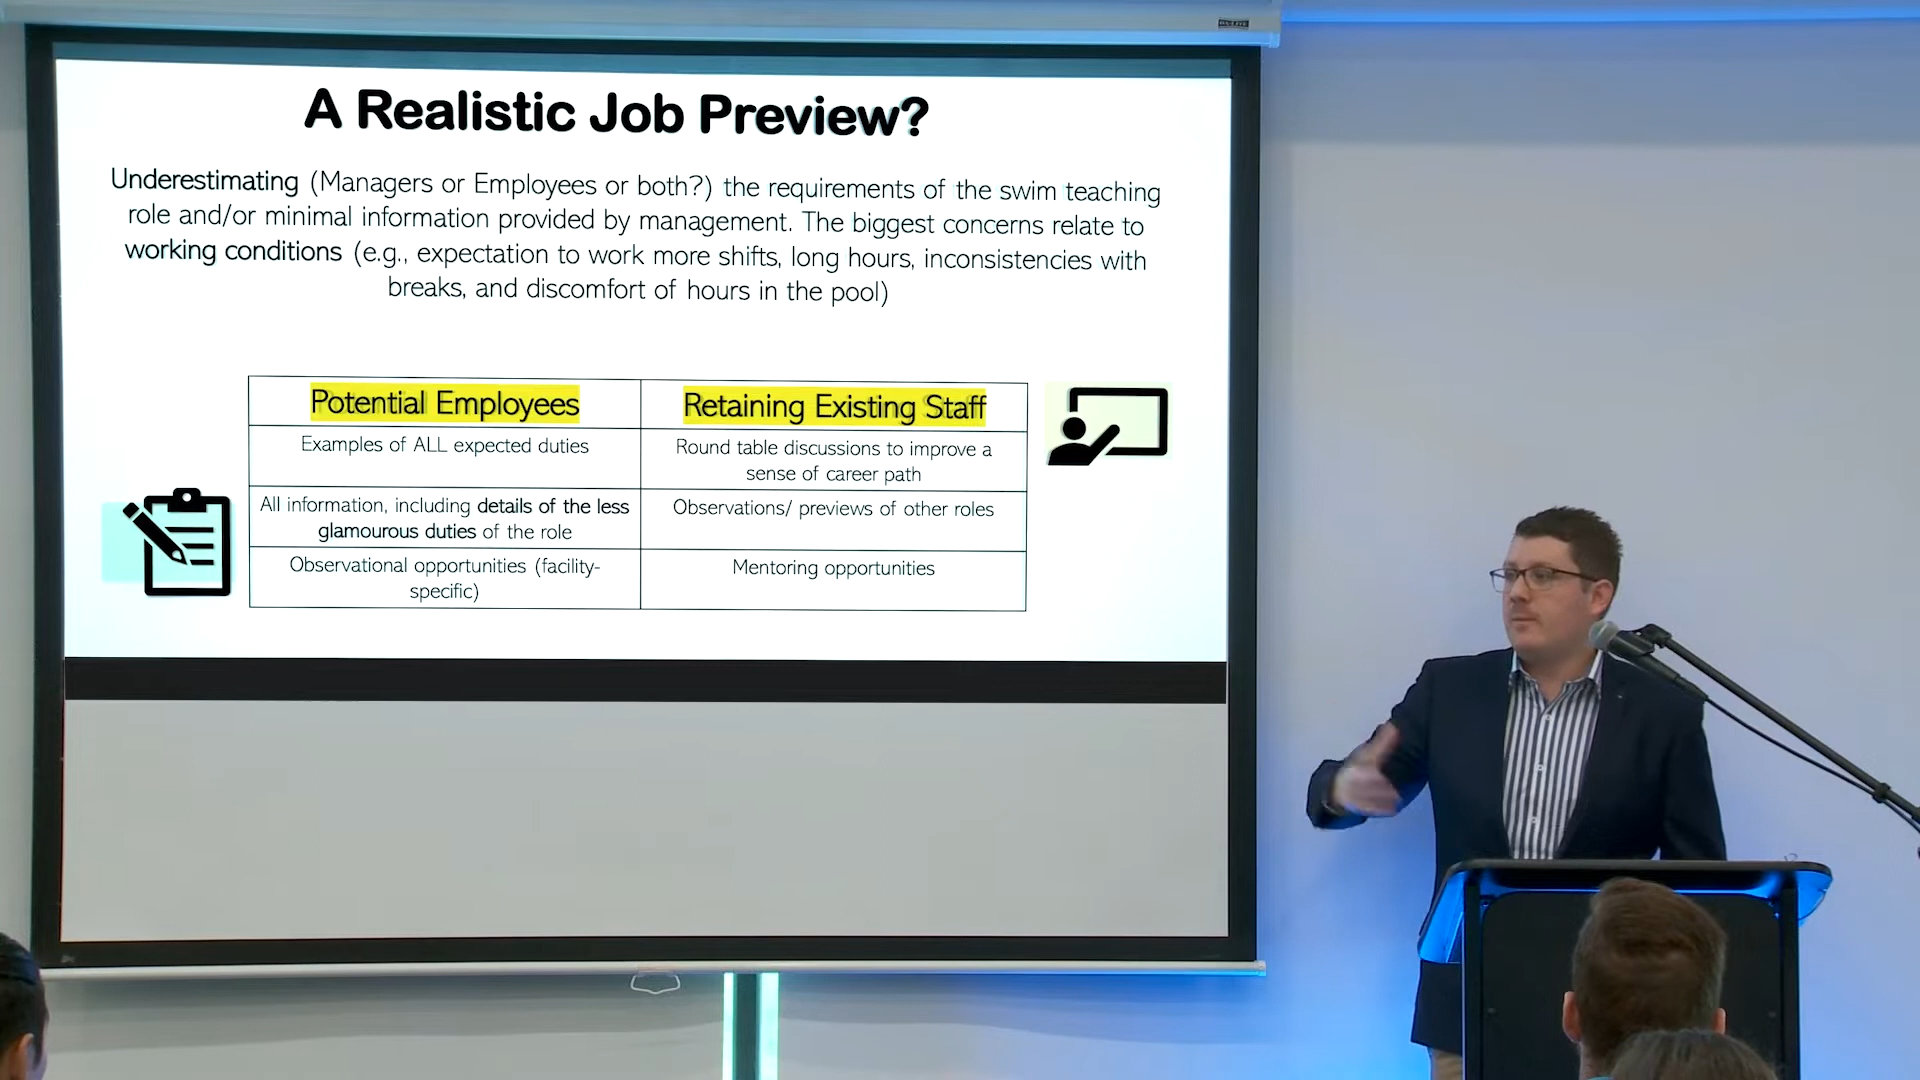 A Realistic Job Preview?
Underestimating (Managers or Employees or both?) the requirements of the swim teaching
role and/or minimal information provided by management. The biggest concerns relate to
working conditions (e.g., expectation to work more shifts, long hours, inconsistencies with
breaks, and discomfort of hours in the pool)
Potential Employees
Retaining Existing Staff
Examples of ALL expected duties
Round table discussions to improve a
sense of career path
All information, including details of the less
glamourous duties of the role
Observations/ previews of other roles
Observational opportunities (facility-
specific)
Mentoring opportunities